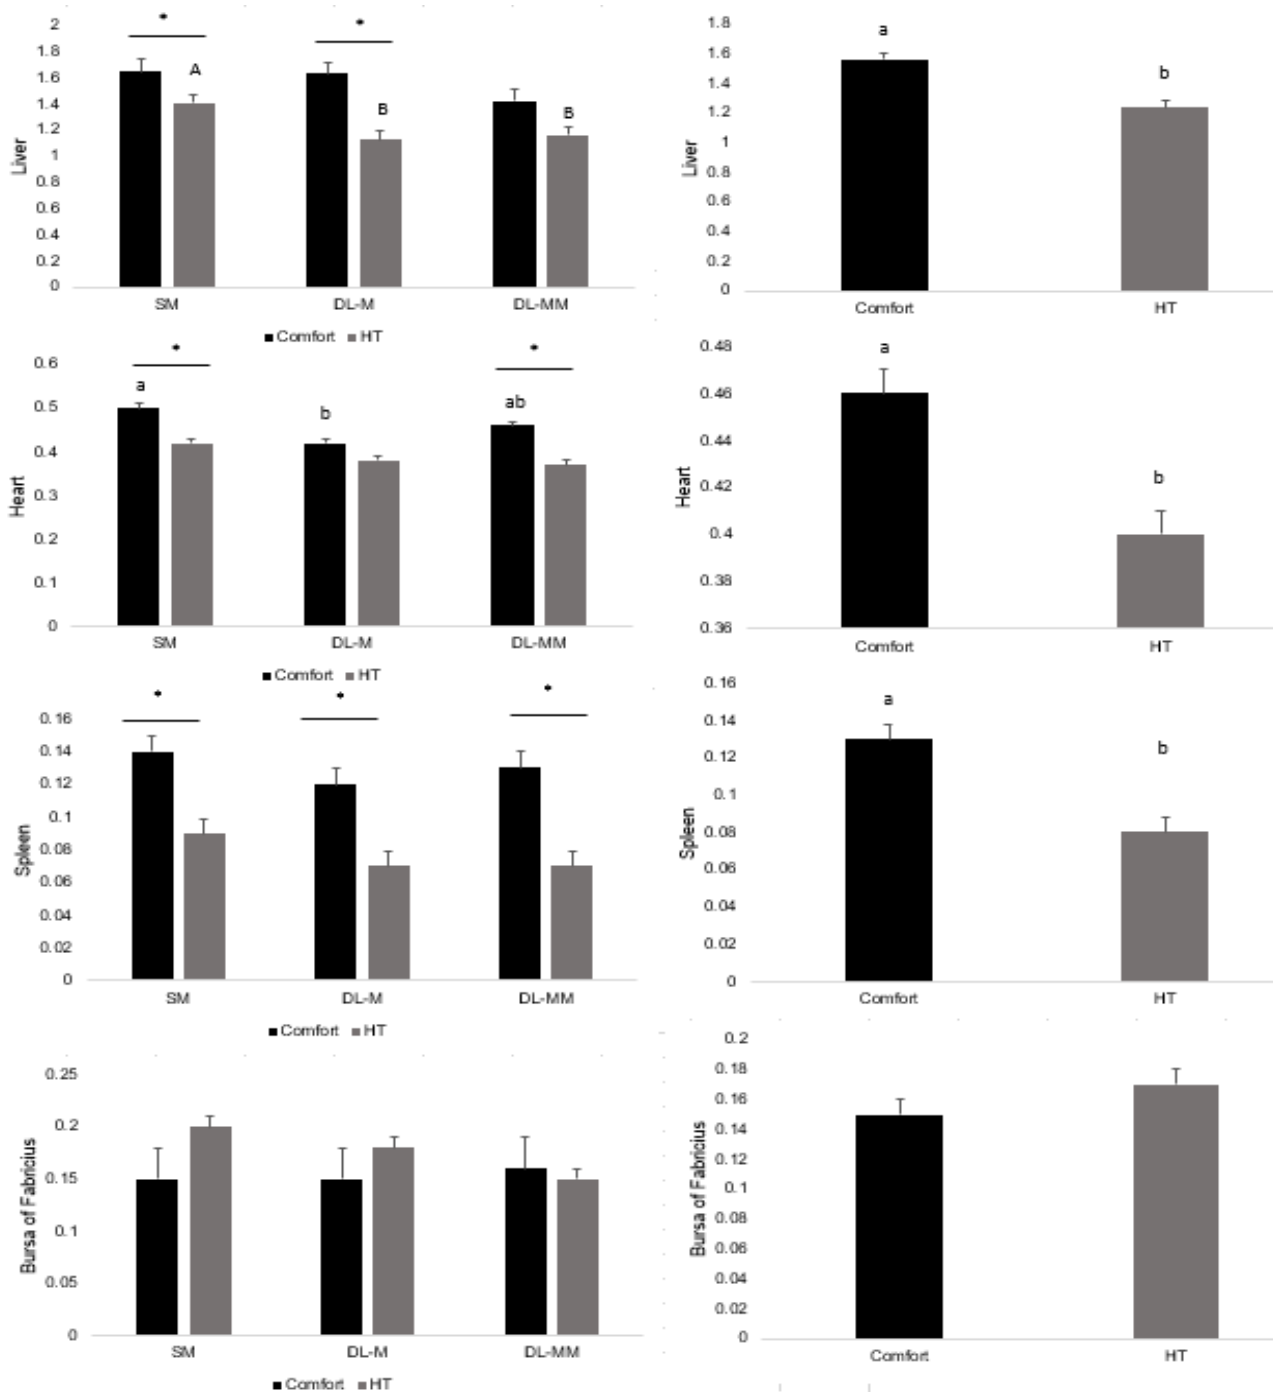 *
*
2
1.8
1.6
1.4
1.2
1
0.8
0.6
0.4
0.2
0
Liver
A
B
B
SM DL-M DL-MM
Comfort HT
1.8
1.6
1.4
1.2
1
0.8
0.6
0.4
0.2
0
Liver
a
b
Comfort HT
*
*
0.6
0.5
0.4
0.3
0.2
0.1
0
Heart
a
b
ab
SM DL-M DL-MM
Comfort HT
0.48
0.46
0.44
0.42
0.4
0.38
0.36
Heart
a
b
Comfort HT
*
*
*
0.16
0.14
0.12
0.1
0.08
0.06
0.04
0.02
0
Spleen
SM DL-M DL-MM
Comfort HT
0.16
0.14
0.12
0.1
0.08
0.06
0.04
0.02
0
Spleen
a
b
Comfort HT
0.25
0.2
0.15
0.1
0.05
0
Bursa of Fabricius
SM DL-M DL-MM
Comfort HT
0.2
0.18
0.16
0.14
0.12
0.1
0.08
0.06
0.04
0.02
0
Bursa of Fabricius
Comfort HT